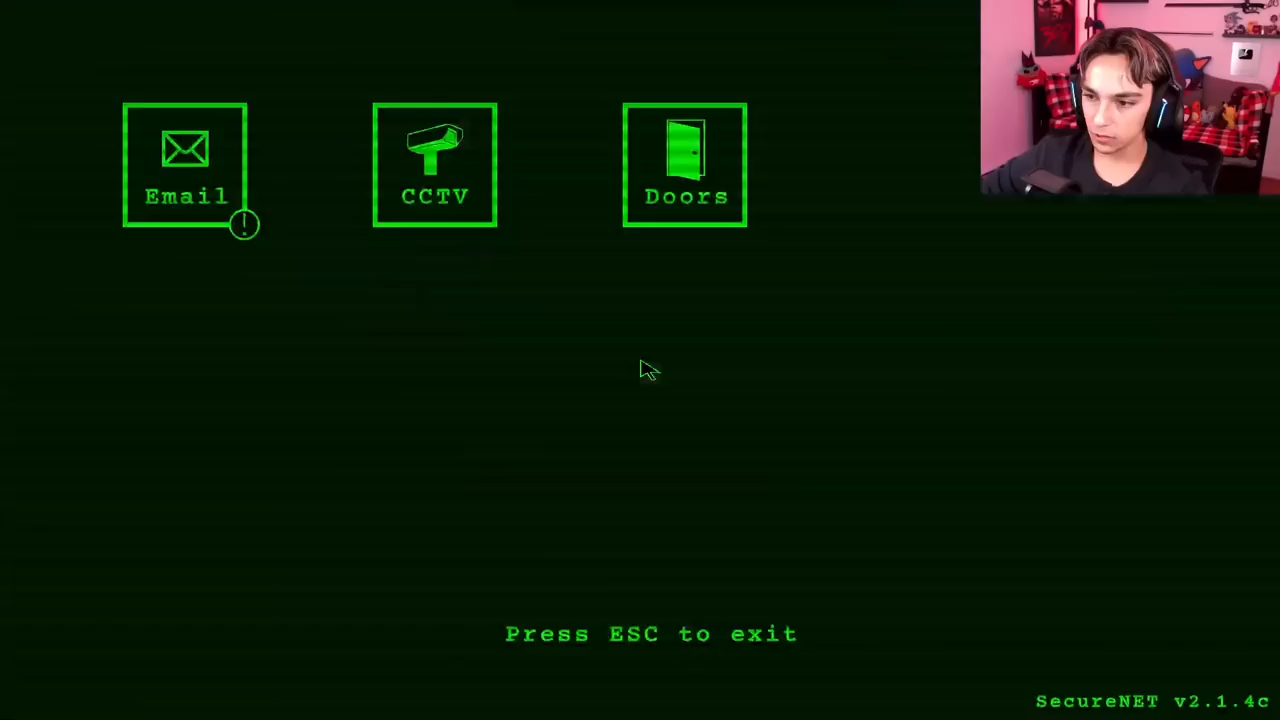 Email
CCTV
Doors
!
Press ESC to exit
SecureNET v2.1.4c